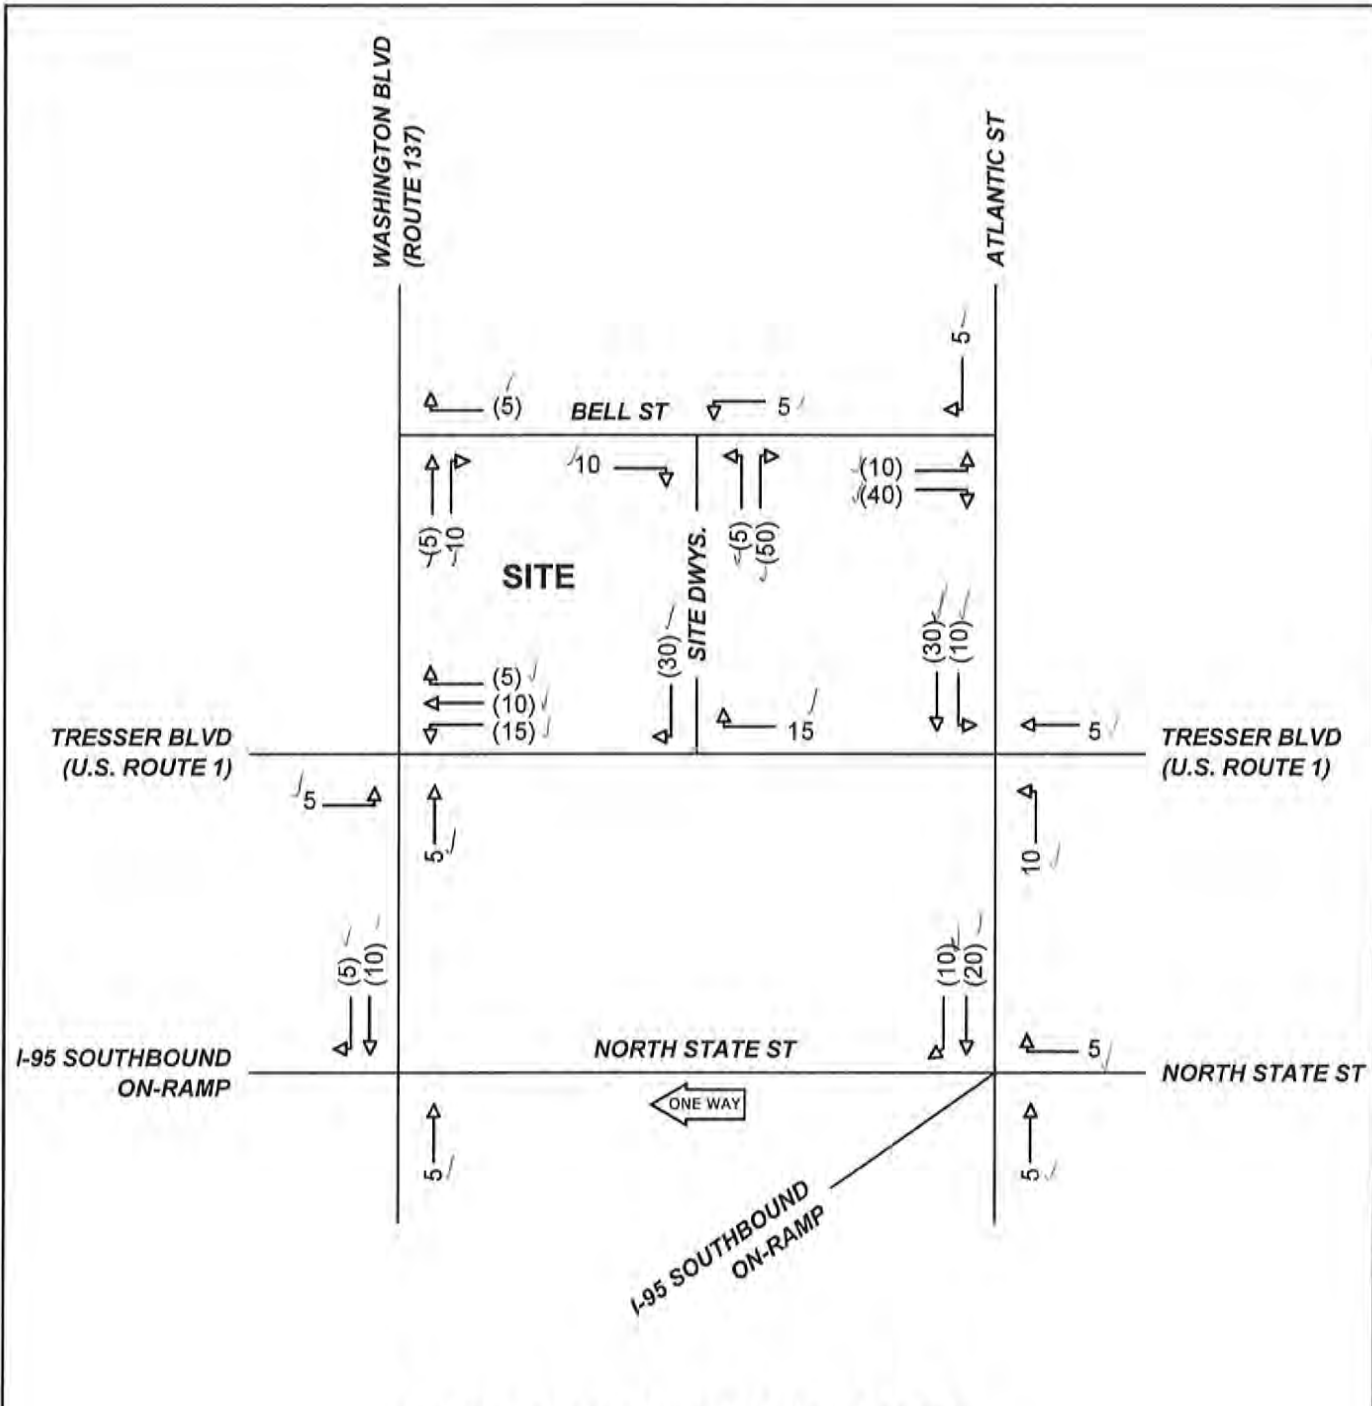 WASHINGTON BLVD
(ROUTE 137)
ATLANTIC ST
5
(5)
BELL ST
5
10
(10)
(40)
(5)
10
(5)
(50)
SITE
SITE DWYS.
(30)
(30)
(10)
(5)
(10)
(15)
15
5
TRESSER BLVD
(U.S. ROUTE 1)
TRESSER BLVD
(U.S. ROUTE 1)
5
5
10
(5)
(10)
(10)
(20)
I-95 SOUTHBOUND
ON-RAMP
NORTH STATE ST
5
NORTH STATE ST
ONE WAY
5
5
I-95 SOUTHBOUND
ON-RAMP